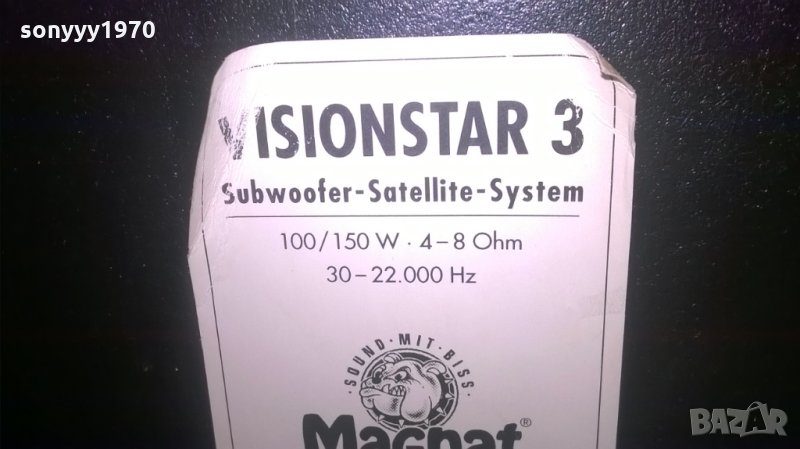 sonyyy1970
VISIONSTAR 3
Subwoofer-Satellite-System
100/150 W · 4–8 Ohm
30–22.000 Hz
SOUND·MIT·BISS
Magnat®
BAZAR